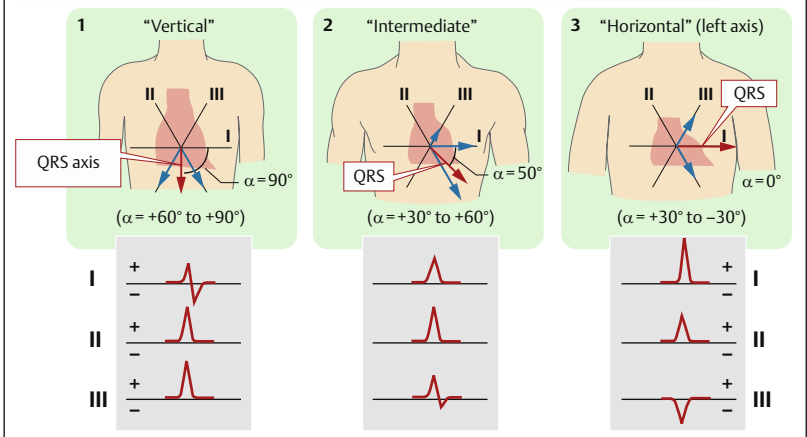 1 "Vertical"
II
III
I
QRS axis
α = 90°
(α = +60° to +90°)
2 "Intermediate"
II
III
I
QRS
α = 50°
(α = +30° to +60°)
3 "Horizontal" (left axis)
II
III
QRS
I
α = 0°
(α = +30° to –30°)
I
+
–
II
+
–
III
+
–
+
–
I
+
–
II
+
–
III